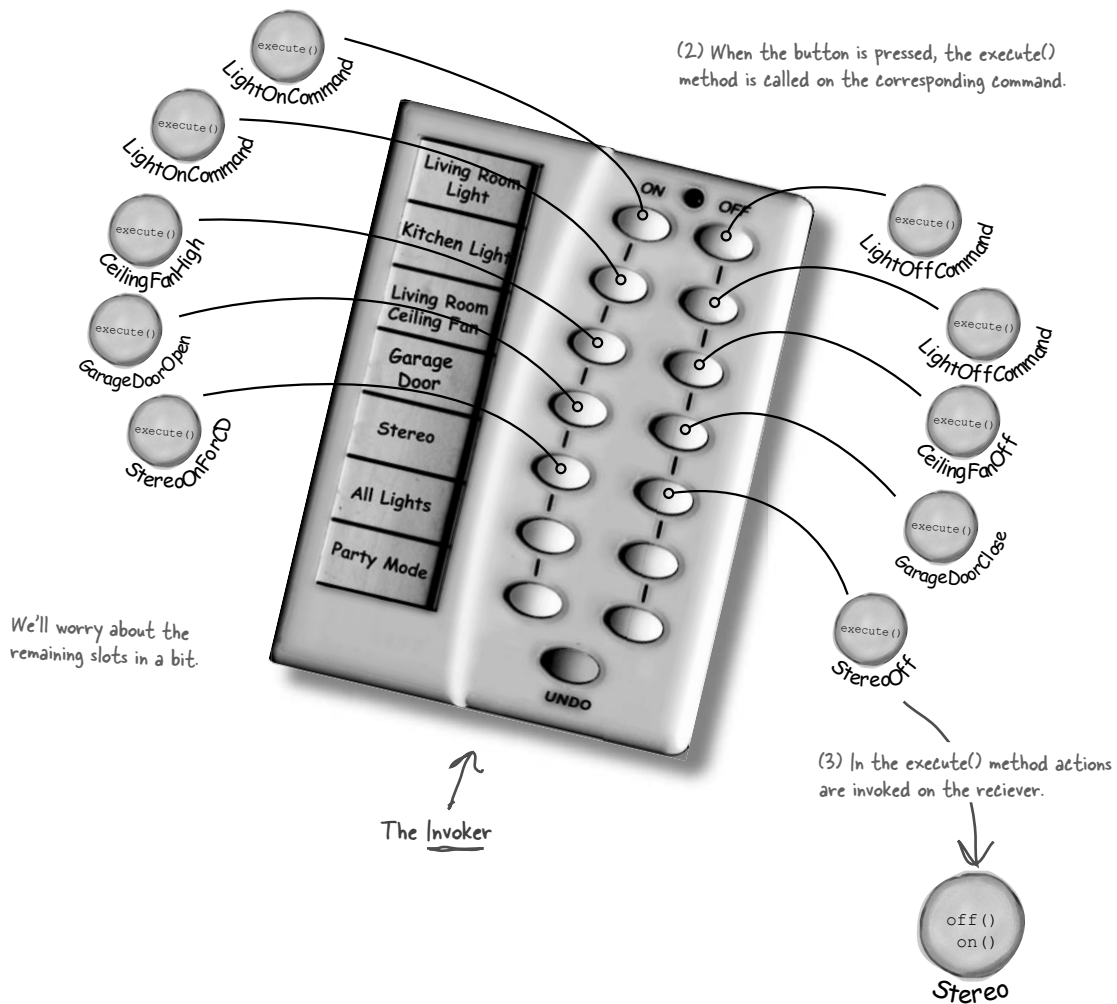 execute()
LightOnCommand
(2) When the button is pressed, the execute()
method is called on the corresponding command.
execute()
LightOnCommand
Living Room
Light
ON
OFF
execute()
LightOffCommand
execute()
CeilingFanHigh
Kitchen Light
Living Room
Ceiling Fan
execute()
LightOffCommand
execute()
GarageDoorOpen
Garage
Door
execute()
CeilingFanOff
execute()
StereoOnForCD
Stereo
All Lights
Party Mode
execute()
GarageDoorClose
We'll worry about the
remaining slots in a bit.
execute()
StereoOff
UNDO
(3) In the execute() method actions
are invoked on the reciever.
The Invoker
off()
on()
Stereo